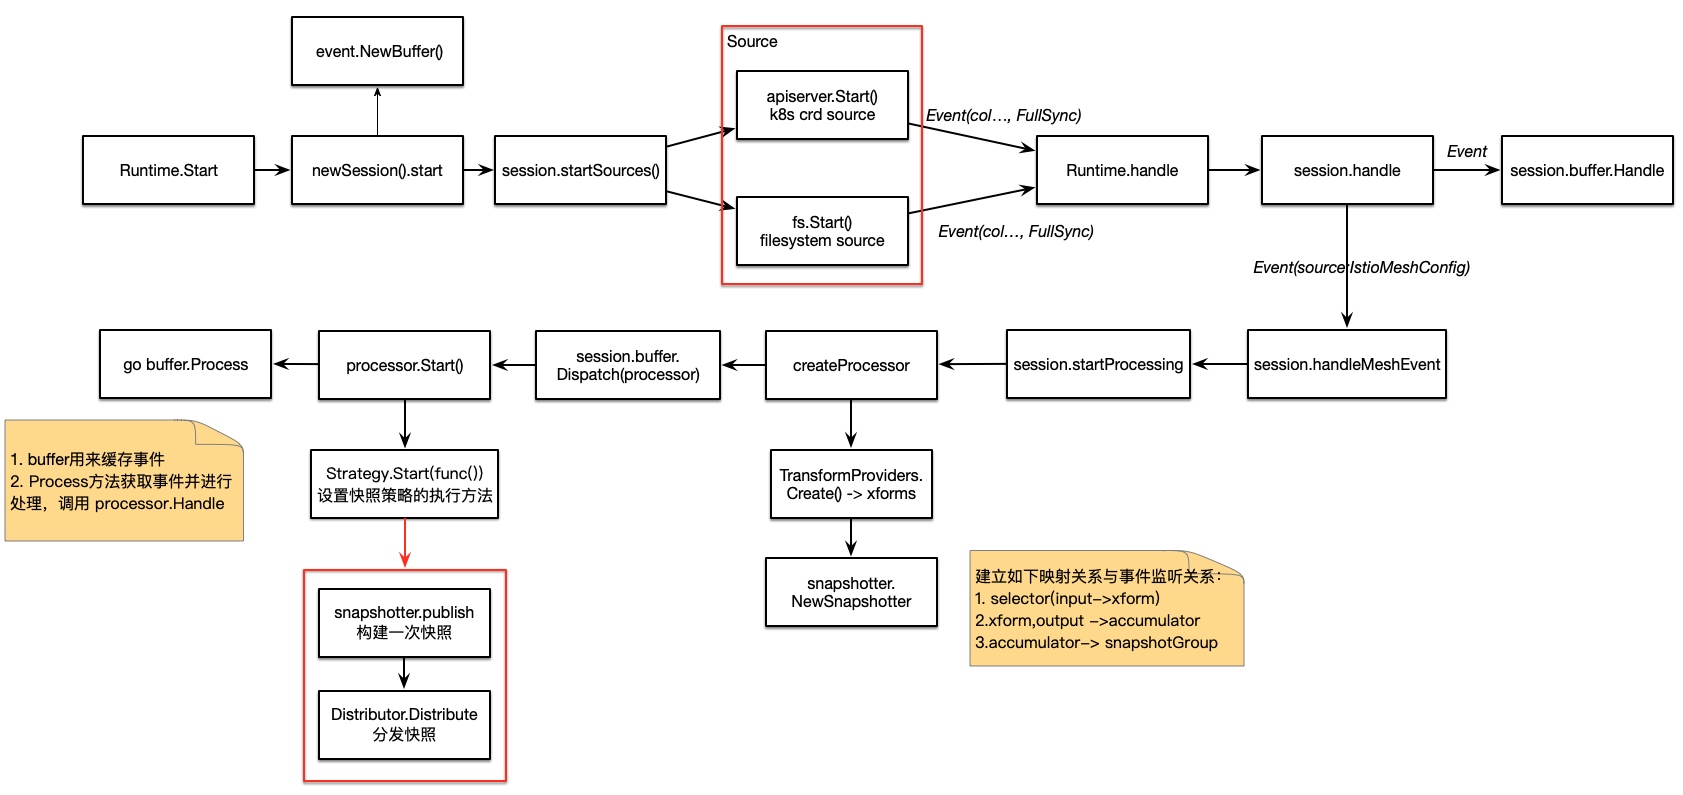 event.NewBuffer()
Source
apiserver.Start()
k8s crd source
Event(col…, FullSync)
Runtime.Start
newSession().start
session.startSources()
Runtime.handle
session.handle
Event
session.buffer.Handle
fs.Start()
filesystem source
Event(col…, FullSync)
Event(source:IstioMeshConfig)
go buffer.Process
processor.Start()
session.buffer.
Dispatch(processor)
createProcessor
session.startProcessing
session.handleMeshEvent
1. buffer用来缓存事件
2. Process方法获取事件并进行
处理，调用 processor.Handle
Strategy.Start(func())
设置快照策略的执行方法
TransformProviders.
Create() -> xforms
snapshotter.
NewSnapshotter
建立如下映射关系与事件监听关系：
1. selector(input->xform)
2.xform,output ->accumulator
3.accumulator-> snapshotGroup
snapshotter.publish
构建一次快照
Distributor.Distribute
分发快照